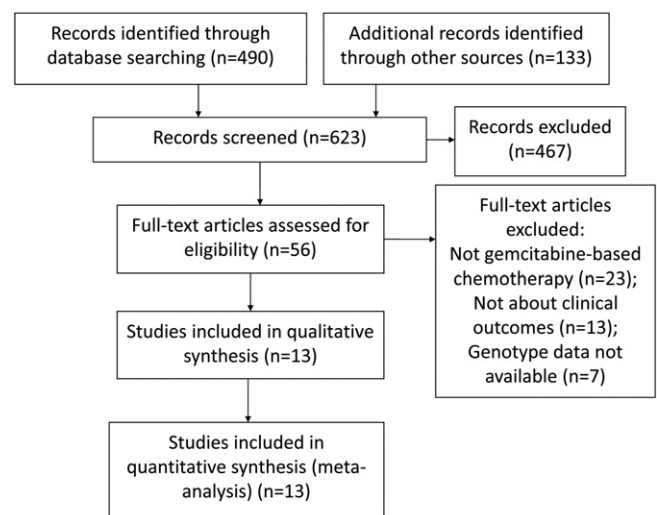 Records identified through
database searching (n=490)
Additional records identified
through other sources (n=133)
Records screened (n=623)
Records excluded
(n=467)
Full-text articles assessed for
eligibility (n=56)
Full-text articles
excluded:
Not gemcitabine-based
chemotherapy (n=23);
Not about clinical
outcomes (n=13);
Genotype data not
available (n=7)
Studies included in qualitative
synthesis (n=13)
Studies included in
quantitative synthesis (meta-
analysis) (n=13)